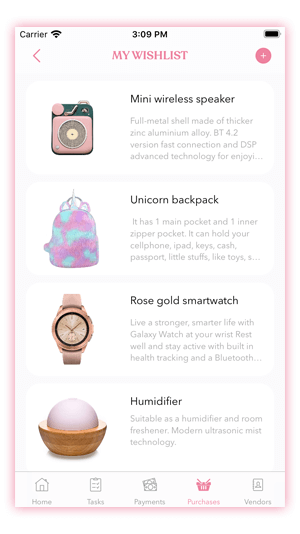 Carrier 3:09 PM
MY WISHLIST
Mini wireless speaker
Full-metal shell made of thicker
zinc aluminium alloy. BT 4.2
version fast connection and DSP
advanced technology for enjoyi...
Unicorn backpack
It has 1 main pocket and 1 inner
zipper pocket. It can hold your
cellphone, ipad, keys, cash,
passport, little stuffs, like toys, s...
Rose gold smartwatch
Live a stronger, smarter life with
Galaxy Watch at your wrist Rest
well and stay active with built in
health tracking and a Bluetooth...
Humidifier
Suitable as a humidifier and room
freshener. Modern ultrasonic mist
technology.
Home Tasks Payments Purchases Vendors